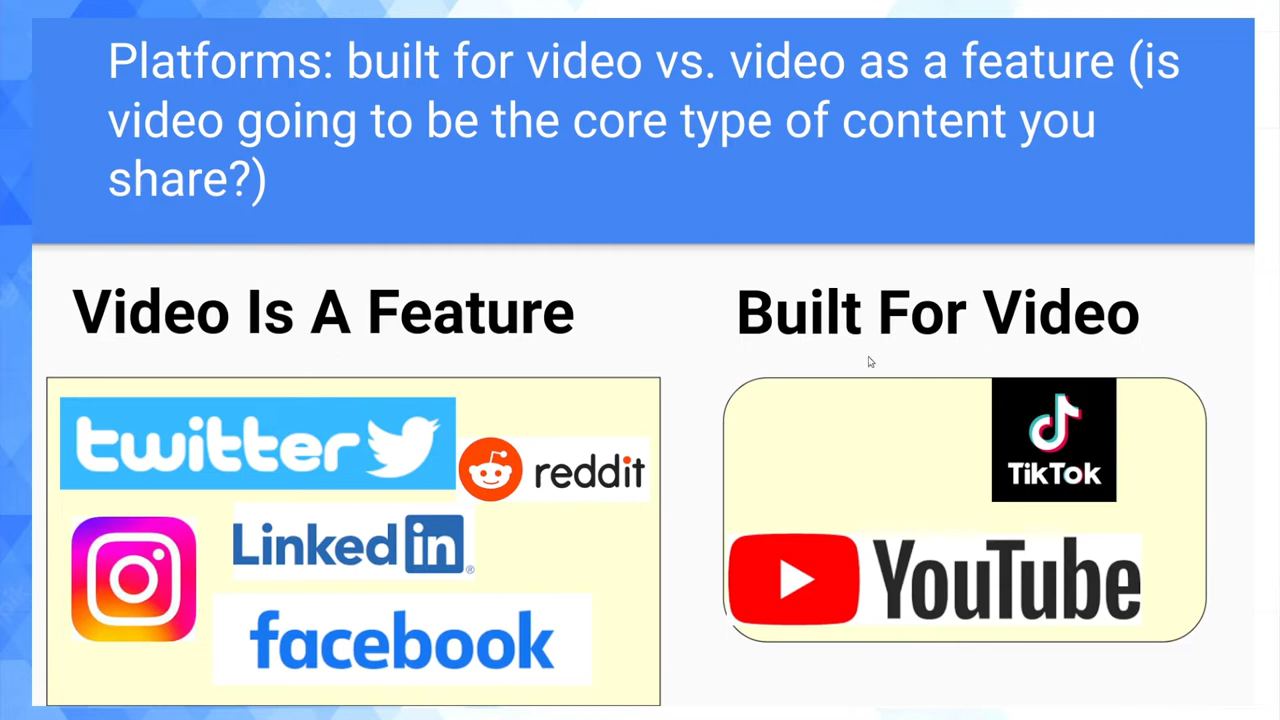 Platforms: built for video vs. video as a feature (is
video going to be the core type of content you
share?)
Video Is A Feature
Built For Video
twitter
reddit
Linkedin
facebook
TikTok
YouTube